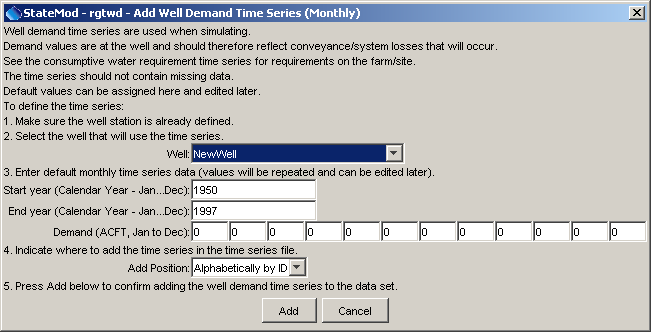 StateMod - rgtwd - Add Well Demand Time Series (Monthly)
Well demand time series are used when simulating.
Demand values are at the well and should therefore reflect conveyance/system losses that will occur.
See the consumptive water requirement time series for requirements on the farm/site.
The time series should not contain missing data.
Default values can be assigned here and edited later.
To define the time series:
1. Make sure the well station is already defined.
2. Select the well that will use the time series.
Well: NewWell
3. Enter default monthly time series data (values will be repeated and can be edited later).
Start year (Calendar Year - Jan...Dec): 1950
End year (Calendar Year - Jan...Dec): 1997
Demand (ACFT, Jan to Dec): 0 0 0 0 0 0 0 0 0 0 0 0
4. Indicate where to add the time series in the time series file.
Add Position: Alphabetically by ID
5. Press Add below to confirm adding the well demand time series to the data set.
Add Cancel